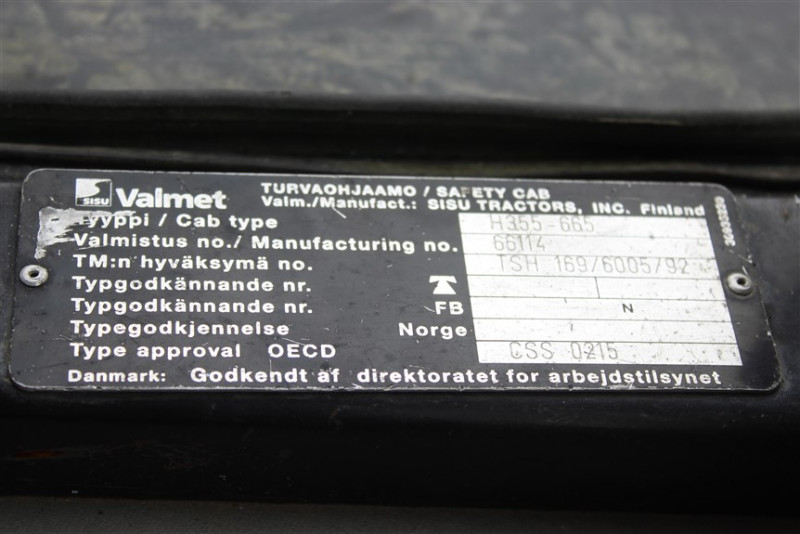 SISU Valmet TURVAOHJAAMO / SAFETY CAB
Valm./Manufact.: SISU TRACTORS, INC. Finland
Tyyppi / Cab type H355-665
Valmistus no./ Manufacturing no. 66114
TM:n hyväksymä no. TSH 169/6005/92
Typgodkännande nr.
Typgodkännande nr. FB N
Typegodkjennelse Norge
Type approval OECD CSS 0215
Danmark: Godkendt af direktoratet for arbejdstilsynet